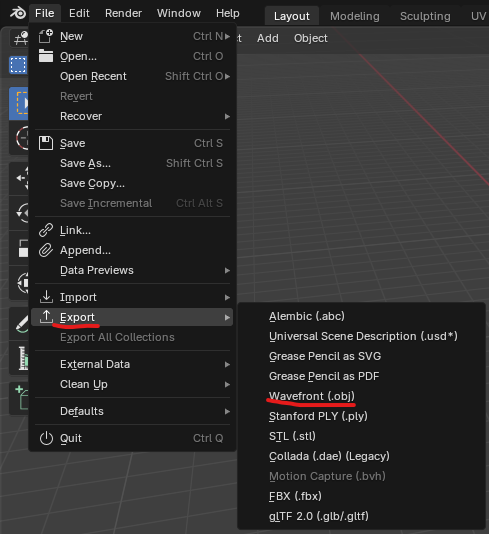 File Edit Render Window Help Layout Modeling Sculpting UV
Add Object
New Ctrl N
Open... Ctrl O
Open Recent Shift Ctrl O
Revert
Recover
Save Ctrl S
Save As... Shift Ctrl S
Save Copy...
Save Incremental Ctrl Alt S
Link...
Append...
Data Previews
Import
Export
Export All Collections
External Data
Clean Up
Defaults
Quit Ctrl Q
Alembic (.abc)
Universal Scene Description (.usd*)
Grease Pencil as SVG
Grease Pencil as PDF
Wavefront (.obj)
Stanford PLY (.ply)
STL (.stl)
Collada (.dae) (Legacy)
Motion Capture (.bvh)
FBX (.fbx)
glTF 2.0 (.glb/.gltf)